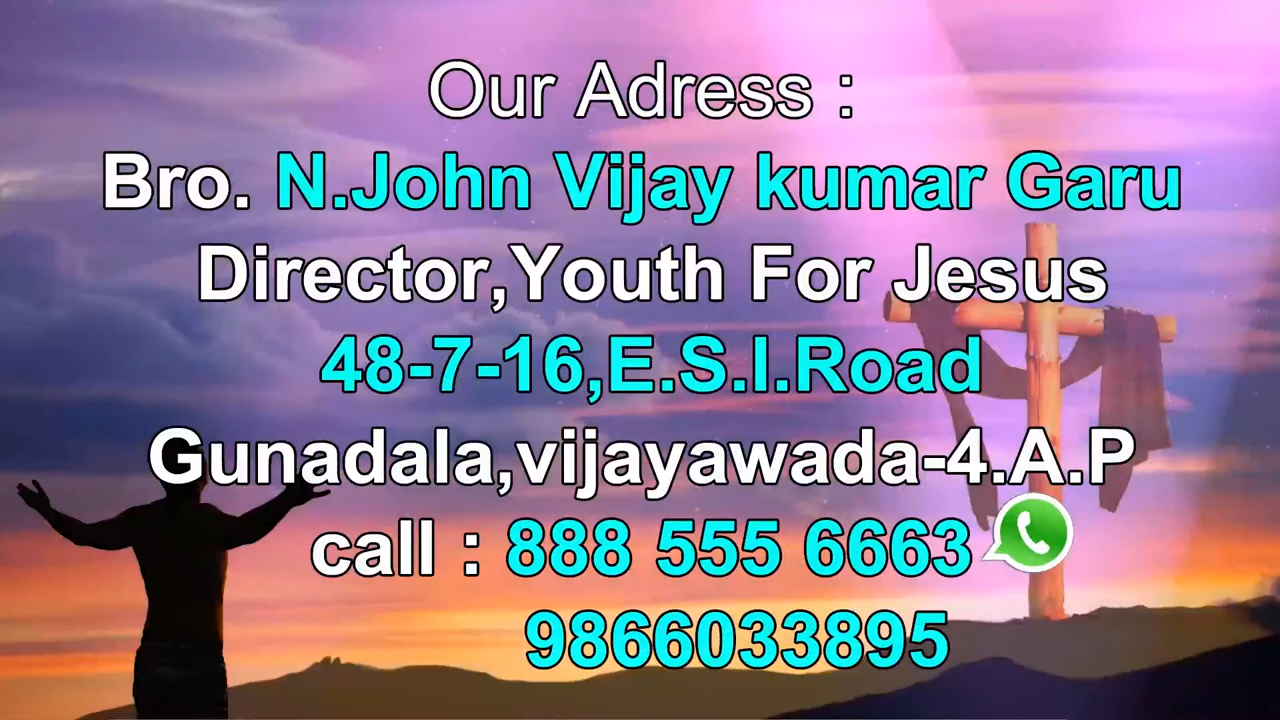 Our Adress :
Bro. N.John Vijay kumar Garu
Director,Youth For Jesus
48-7-16,E.S.I.Road
Gunadala,vijayawada-4.A.P
call : 888 555 6663
9866033895